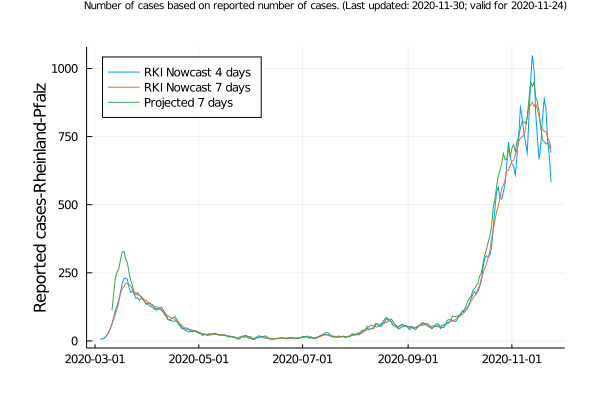 Number of cases based on reported number of cases. (Last updated: 2020-11-30; valid for 2020-11-24)
RKI Nowcast 4 days
RKI Nowcast 7 days
Projected 7 days
Reported cases-Rheinland-Pfalz
1000
750
500
250
0
2020-03-01 2020-05-01 2020-07-01 2020-09-01 2020-11-01